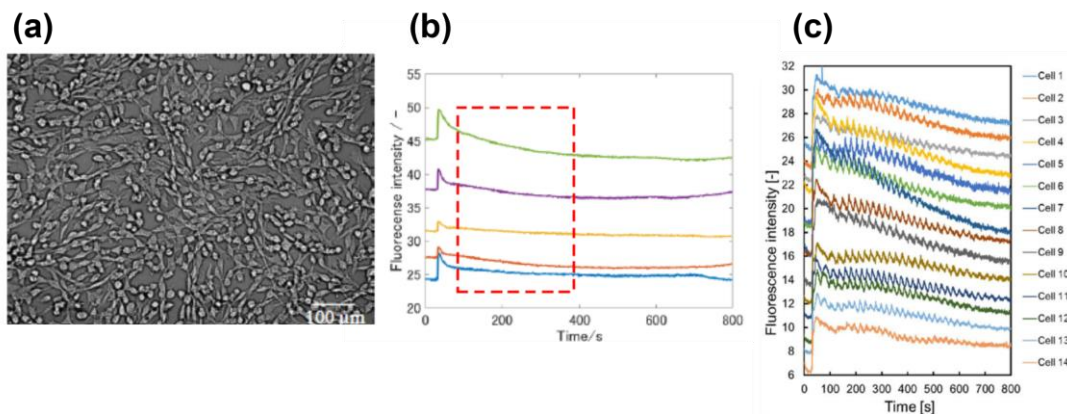 (a)
(b)
(c)
100 μm
55
50
45
40
35
30
25
20
Fluorecense intensity / -
0
200
400
600
800
Time/s
32
30
28
26
24
22
20
18
16
14
12
10
8
6
Fluorescence intensity [-]
0
100
200
300
400
500
600
700
800
Time [s]
Cell 1
Cell 2
Cell 3
Cell 4
Cell 5
Cell 6
Cell 7
Cell 8
Cell 9
Cell 10
Cell 11
Cell 12
Cell 13
Cell 14